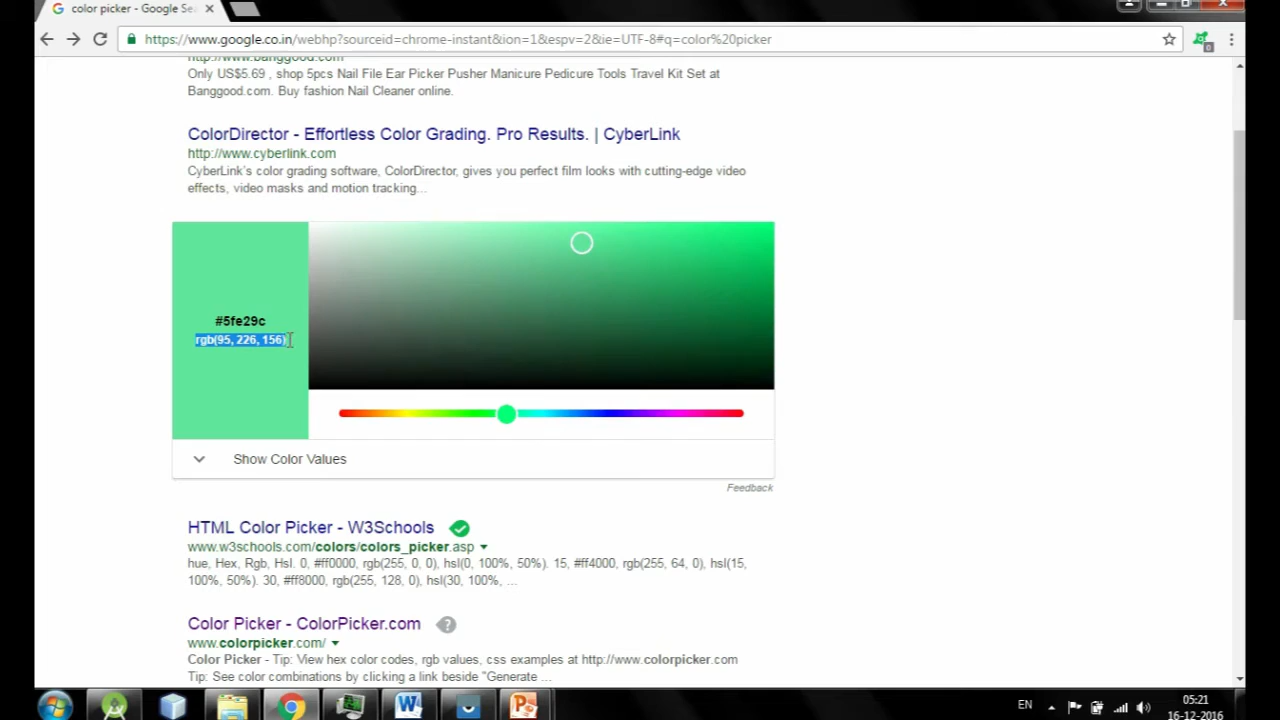 color picker - Google Se
https://www.google.co.in/webhp?sourceid=chrome-instant&ion=1&espv=2&ie=UTF-8#q=color%20picker
0
http://www.banggood.com
Only US$5.69 , shop 5pcs Nail File Ear Picker Pusher Manicure Pedicure Tools Travel Kit Set at
Banggood.com. Buy fashion Nail Cleaner online.
ColorDirector - Effortless Color Grading. Pro Results. | CyberLink
http://www.cyberlink.com
CyberLink's color grading software, ColorDirector, gives you perfect film looks with cutting-edge video
effects, video masks and motion tracking...
#5fe29c
rgb(95, 226, 156)
Show Color Values
Feedback
HTML Color Picker - W3Schools
www.w3schools.com/colors/colors_picker.asp
hue, Hex, Rgb, Hsl. 0, #ff0000, rgb(255, 0, 0), hsl(0, 100%, 50%). 15, #ff4000, rgb(255, 64, 0), hsl(15,
100%, 50%). 30, #ff8000, rgb(255, 128, 0), hsl(30, 100%, ...
Color Picker - ColorPicker.com
?
www.colorpicker.com/
Color Picker - Tip: View hex color codes, rgb values, css examples at http://www.colorpicker.com
Tip: See color combinations by clicking a link beside "Generate ...
EN
05:21
16-12-2016